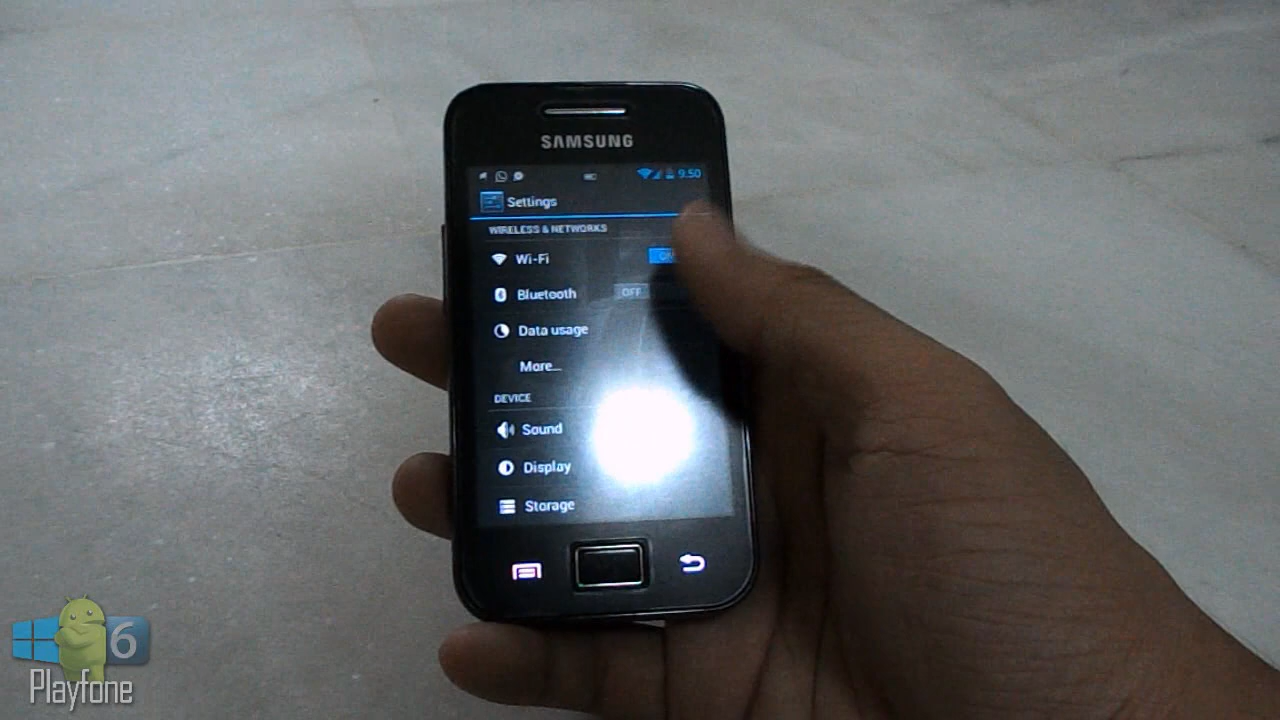 SAMSUNG
9.50
Settings
WIRELESS & NETWORKS
Wi-Fi
Bluetooth OFF
Data usage
More...
DEVICE
Sound
Display
Storage
6
Playfone